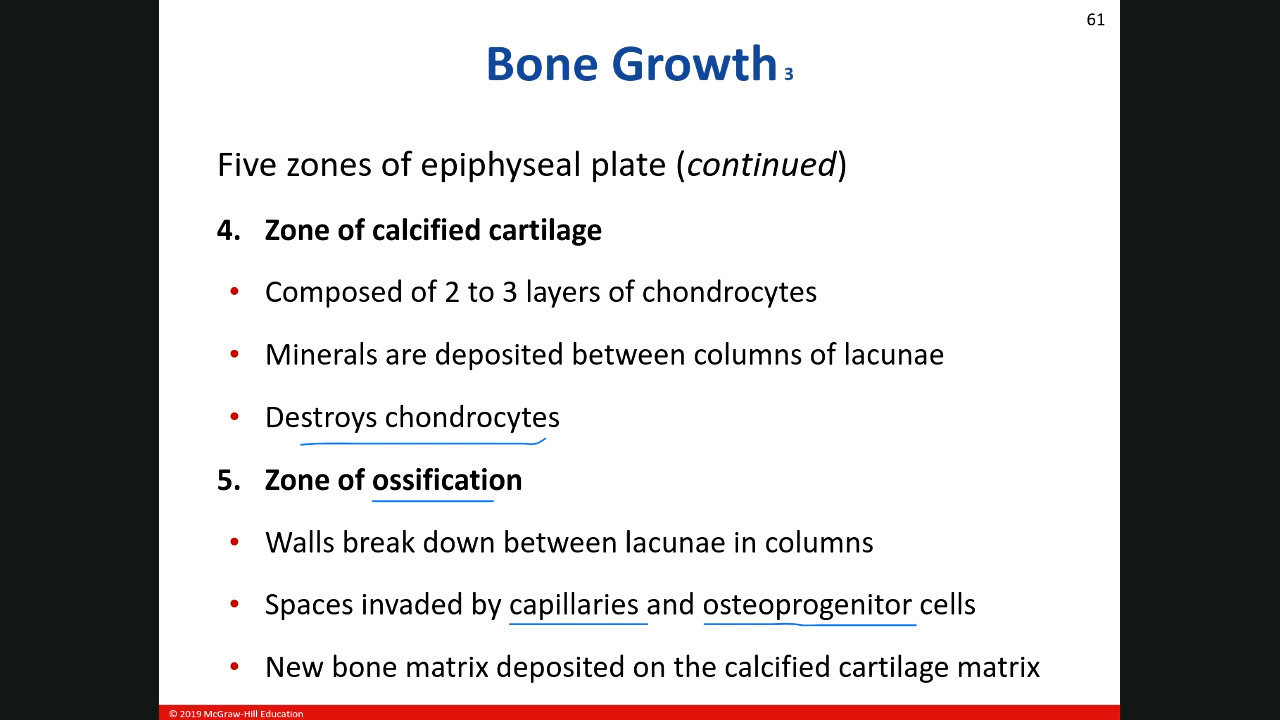 61
Bone Growth 3
Five zones of epiphyseal plate (continued)
4. Zone of calcified cartilage
• Composed of 2 to 3 layers of chondrocytes
• Minerals are deposited between columns of lacunae
• Destroys chondrocytes
5. Zone of ossification
• Walls break down between lacunae in columns
• Spaces invaded by capillaries and osteoprogenitor cells
• New bone matrix deposited on the calcified cartilage matrix
© 2019 McGraw-Hill Education